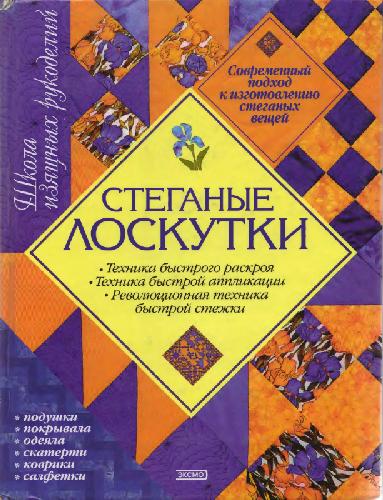 Школа
изящных рукоделий
Современный
подход
к изготовлению
стеганых
вещей
СТЕГАНЫЕ
ЛОСКУТКИ
• Техника быстрого раскроя
• Техника быстрой аппликации
• Революционная техника
быстрой стежки
* подушки
* покрывала
* одеяла
* скатерти
* коврики
* салфетки
ЭКСМО